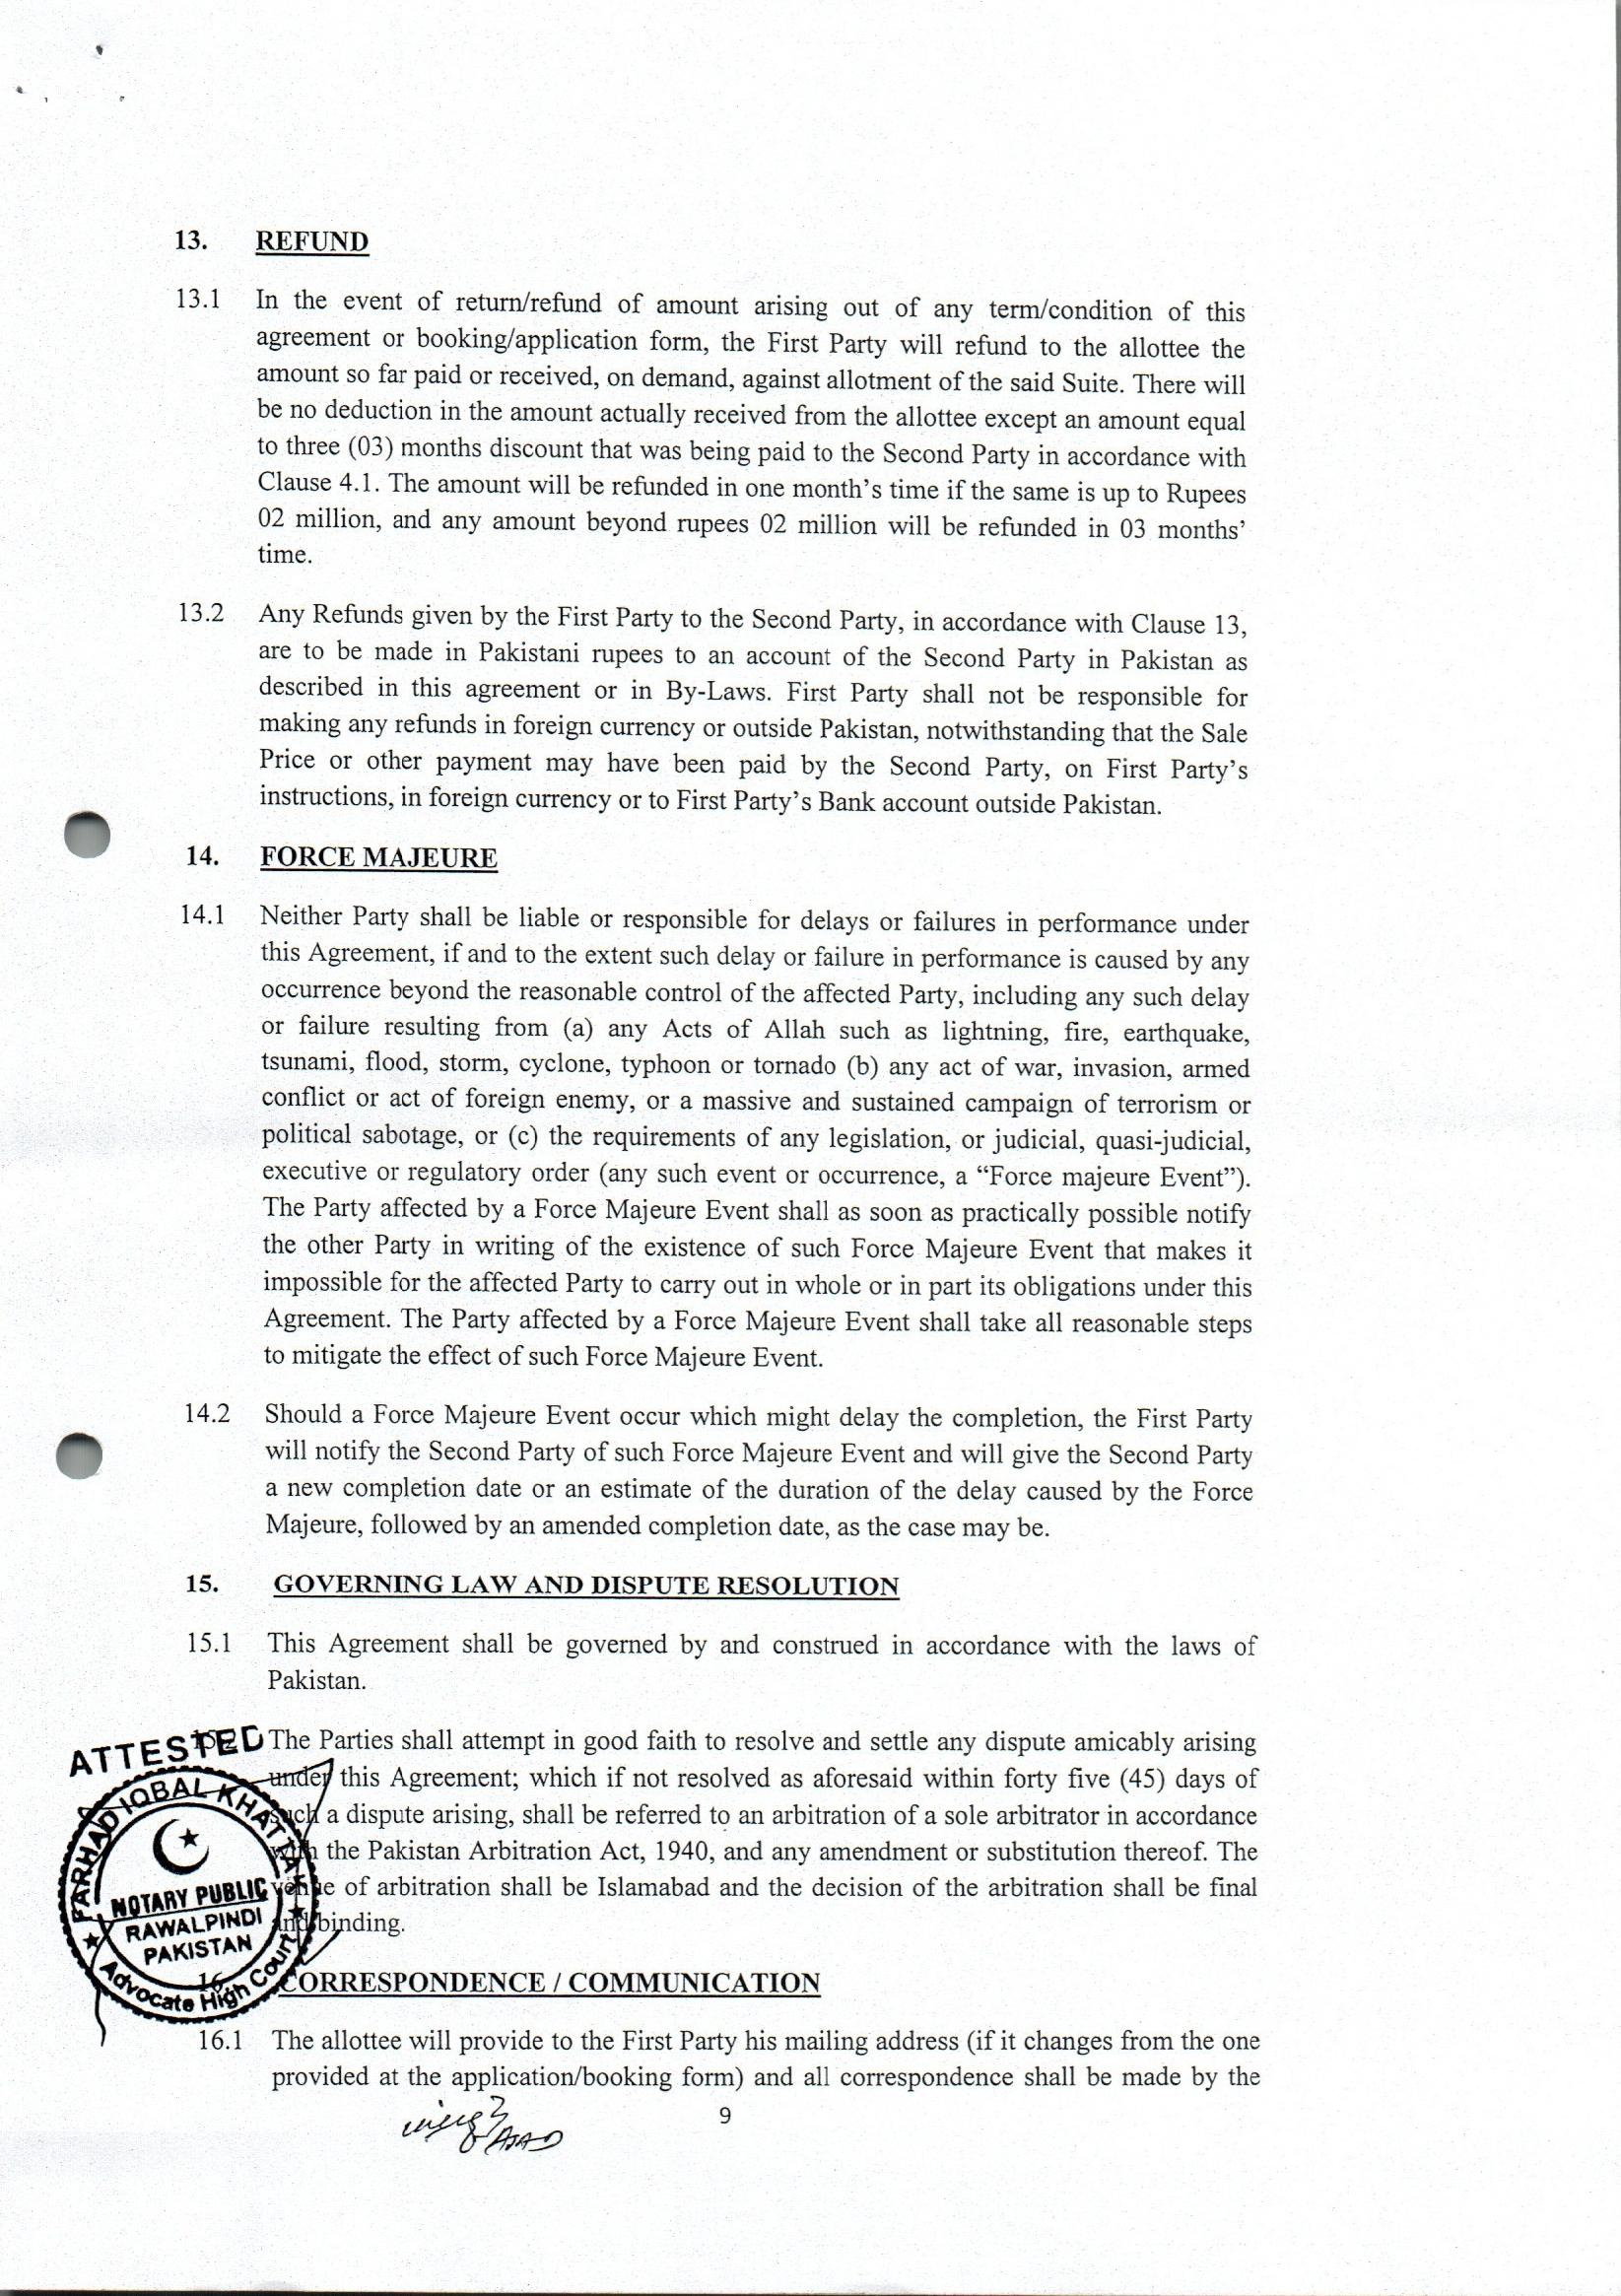 13. REFUND
13.1 In the event of return/refund of amount arising out of any term/condition of this
agreement or booking/application form, the First Party will refund to the allottee the
amount so far paid or received, on demand, against allotment of the said Suite. There will
be no deduction in the amount actually received from the allottee except an amount equal
to three (03) months discount that was being paid to the Second Party in accordance with
Clause 4.1. The amount will be refunded in one month’s time if the same is up to Rupees
02 million, and any amount beyond rupees 02 million will be refunded in 03 months’
time.
13.2 Any Refunds given by the First Party to the Second Party, in accordance with Clause 13,
are to be made in Pakistani rupees to an account of the Second Party in Pakistan as
described in this agreement or in By-Laws. First Party shall not be responsible for
making any refunds in foreign currency or outside Pakistan, notwithstanding that the Sale
Price or other payment may have been paid by the Second Party, on First Party’s
instructions, in foreign currency or to First Party’s Bank account outside Pakistan.
14. FORCE MAJEURE
14.1 Neither Party shall be liable or responsible for delays or failures in performance under
this Agreement, if and to the extent such delay or failure in performance is caused by any
occurrence beyond the reasonable control of the affected Party, including any such delay
or failure resulting from (a) any Acts of Allah such as lightning, fire, earthquake,
tsunami, flood, storm, cyclone, typhoon or tornado (b) any act of war, invasion, armed
conflict or act of foreign enemy, or a massive and sustained campaign of terrorism or
political sabotage, or (c) the requirements of any legislation, or judicial, quasi-judicial,
executive or regulatory order (any such event or occurrence, a “Force majeure Event”).
The Party affected by a Force Majeure Event shall as soon as practically possible notify
the other Party in writing of the existence of such Force Majeure Event that makes it
impossible for the affected Party to carry out in whole or in part its obligations under this
Agreement. The Party affected by a Force Majeure Event shall take all reasonable steps
to mitigate the effect of such Force Majeure Event.
14.2 Should a Force Majeure Event occur which might delay the completion, the First Party
will notify the Second Party of such Force Majeure Event and will give the Second Party
a new completion date or an estimate of the duration of the delay caused by the Force
Majeure, followed by an amended completion date, as the case may be.
15. GOVERNING LAW AND DISPUTE RESOLUTION
15.1 This Agreement shall be governed by and construed in accordance with the laws of
Pakistan.
15.2 The Parties shall attempt in good faith to resolve and settle any dispute amicably arising
under this Agreement; which if not resolved as aforesaid within forty five (45) days of
such a dispute arising, shall be referred to an arbitration of a sole arbitrator in accordance
with the Pakistan Arbitration Act, 1940, and any amendment or substitution thereof. The
venue of arbitration shall be Islamabad and the decision of the arbitration shall be final
and binding.
ATTESTED
FARHAD IQBAL KHATTAK
NOTARY PUBLIC
RAWALPINDI
PAKISTAN
Advocate High Court
16. CORRESPONDENCE / COMMUNICATION
16.1 The allottee will provide to the First Party his mailing address (if it changes from the one
provided at the application/booking form) and all correspondence shall be made by the
9